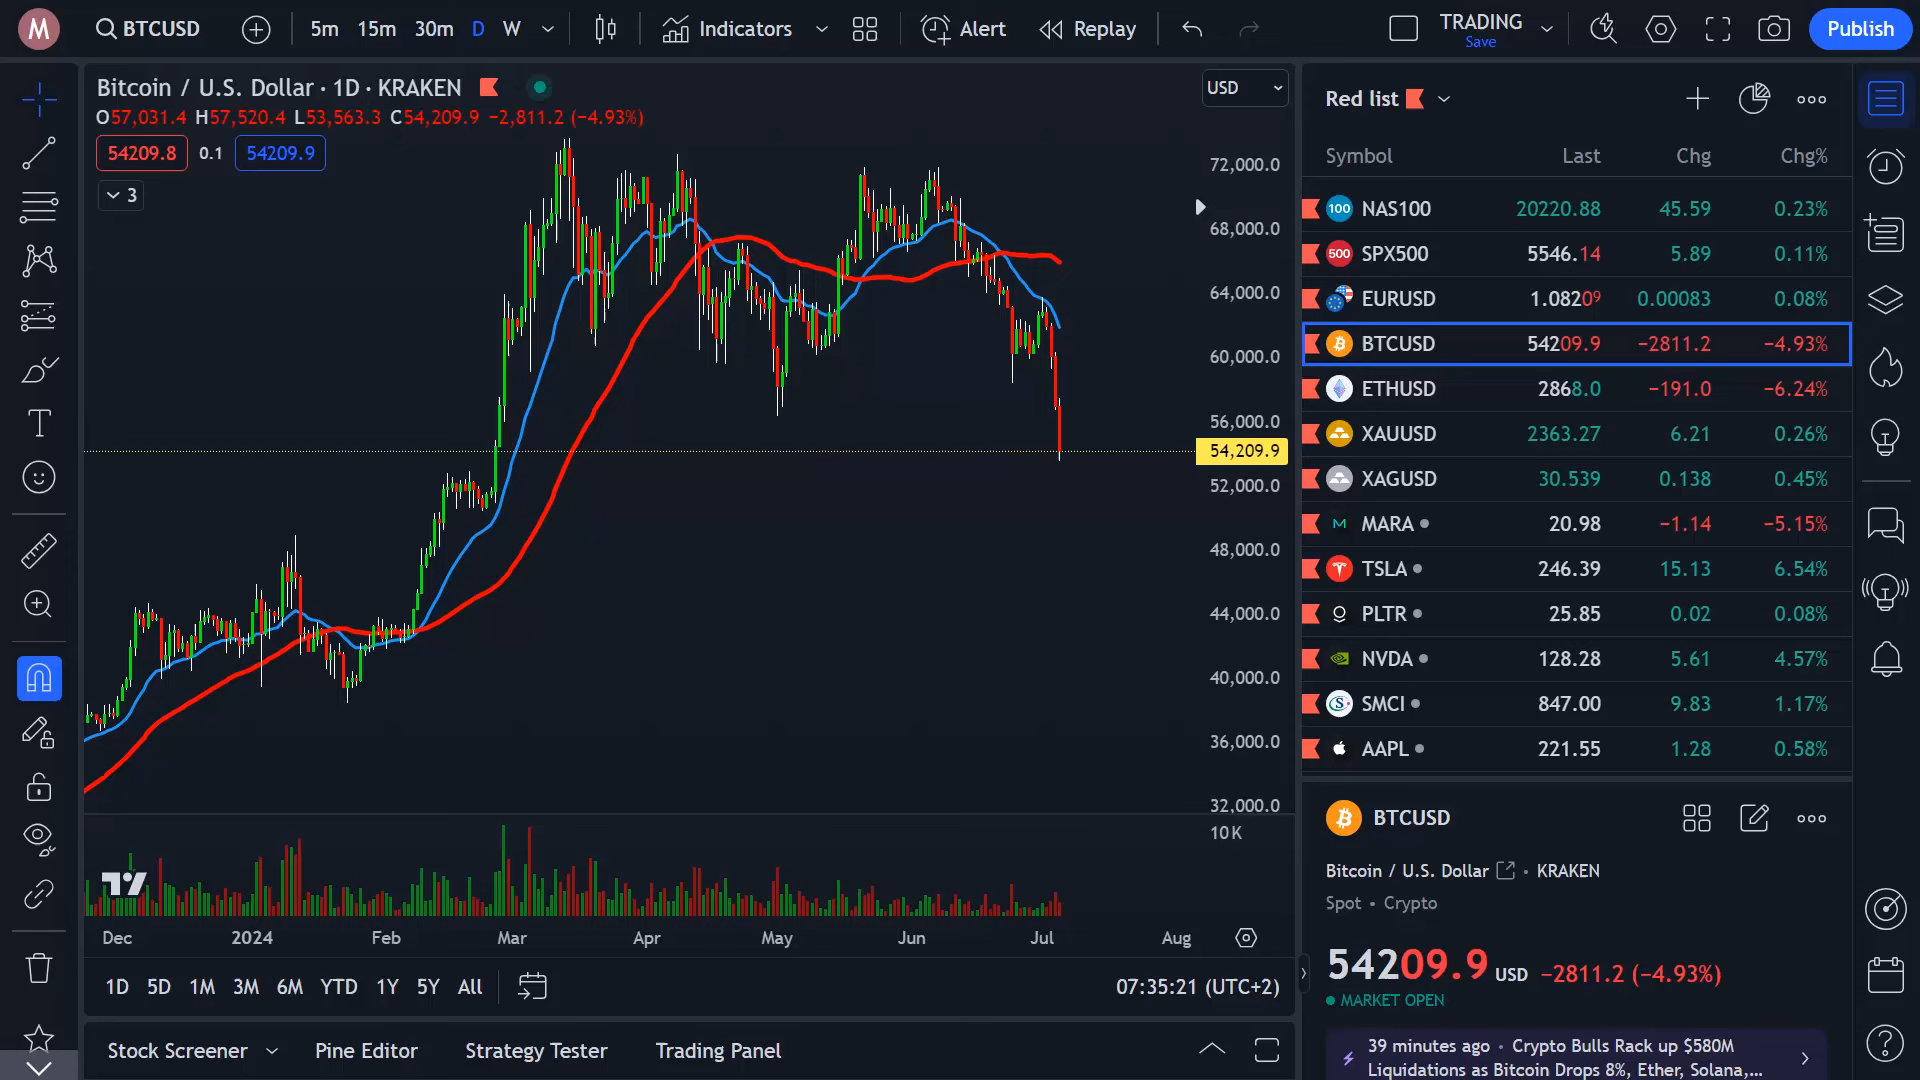 M BTCUSD 5m 15m 30m D W Indicators Alert Replay TRADING Save Publish
Bitcoin / U.S. Dollar · 1D · KRAKEN
O57,031.4 H57,520.4 L53,563.3 C54,209.9 −2,811.2 (−4.93%)
54209.8 0.1 54209.9
3
USD
72,000.0
68,000.0
64,000.0
60,000.0
56,000.0
54,209.9
52,000.0
48,000.0
44,000.0
40,000.0
36,000.0
32,000.0
10K
Dec 2024 Feb Mar Apr May Jun Jul Aug
1D 5D 1M 3M 6M YTD 1Y 5Y All 07:35:21 (UTC+2)
Stock Screener Pine Editor Strategy Tester Trading Panel
Red list
Symbol Last Chg Chg%
100 NAS100 20220.88 45.59 0.23%
500 SPX500 5546.14 5.89 0.11%
EURUSD 1.08209 0.00083 0.08%
BTCUSD 54209.9 −2811.2 −4.93%
ETHUSD 2868.0 −191.0 −6.24%
XAUUSD 2363.27 6.21 0.26%
XAGUSD 30.539 0.138 0.45%
MARA 20.98 −1.14 −5.15%
TSLA 246.39 15.13 6.54%
PLTR 25.85 0.02 0.08%
NVDA 128.28 5.61 4.57%
SMCI 847.00 9.83 1.17%
AAPL 221.55 1.28 0.58%
BTCUSD
Bitcoin / U.S. Dollar • KRAKEN
Spot • Crypto
54209.9 USD −2811.2 (−4.93%)
MARKET OPEN
39 minutes ago • Crypto Bulls Rack up $580M
Liquidations as Bitcoin Drops 8%, Ether, Solana,...